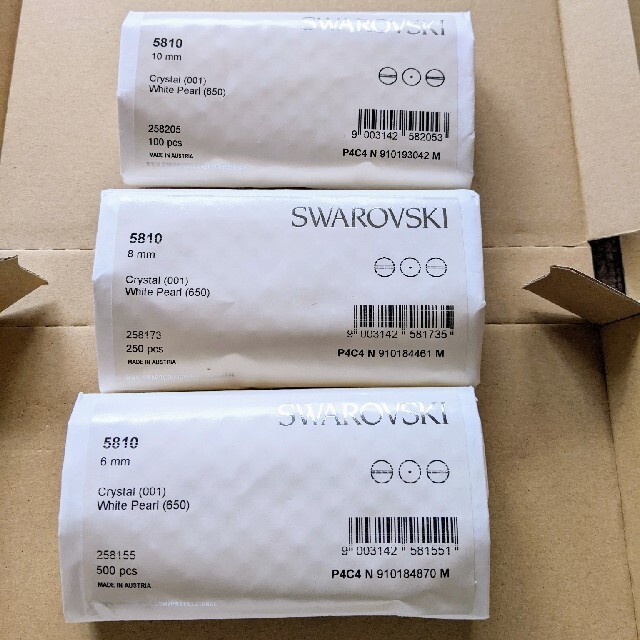 SWAROVSKI
5810
10 mm
Crystal (001)
White Pearl (650)
258205
100 pcs
MADE IN AUSTRIA
9 003142 582053
P4C4 N 910193042 M
SWAROVSKI
5810
8 mm
Crystal (001)
White Pearl (650)
258173
250 pcs
MADE IN AUSTRIA
9 003142 581735
P4C4 N 910184461 M
SWAROVSKI
5810
6 mm
Crystal (001)
White Pearl (650)
258155
500 pcs
MADE IN AUSTRIA
9 003142 581551
P4C4 N 910184870 M